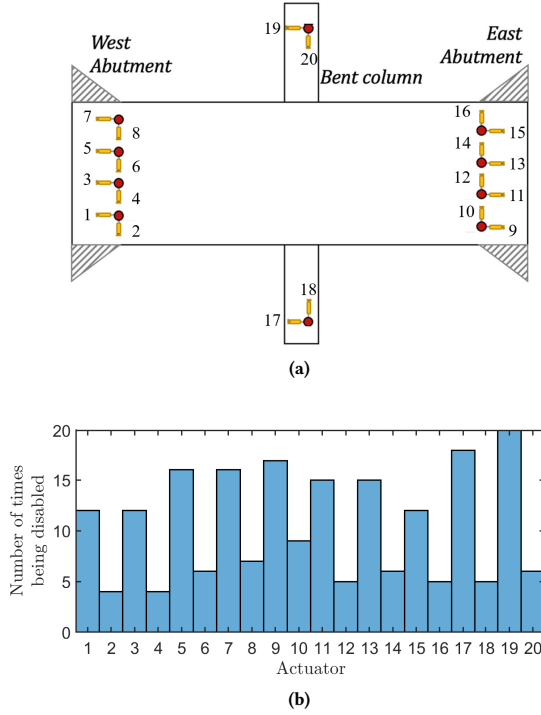 19
20
West
Abutment
East
Abutment
Bent column
7
8
5
6
3
4
1
2
16
15
14
13
12
11
10
9
18
17
(a)
20
15
10
5
0
Number of times
being disabled
1 2 3 4 5 6 7 8 9 10 11 12 13 14 15 16 17 18 19 20
Actuator
(b)